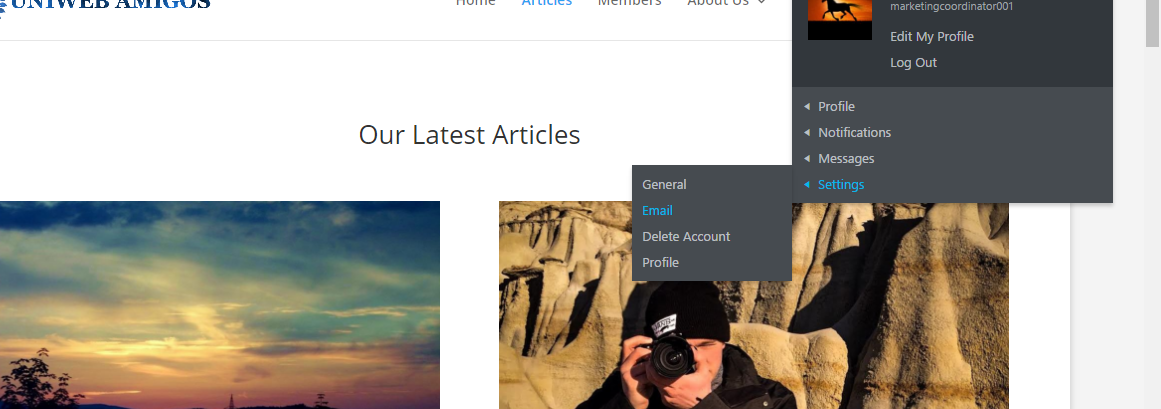 UNIWEB AMIGOS
Home Articles Members About Us
marketingcoordinator001
Edit My Profile
Log Out
Profile
Notifications
Messages
Settings
Our Latest Articles
General
Email
Delete Account
Profile